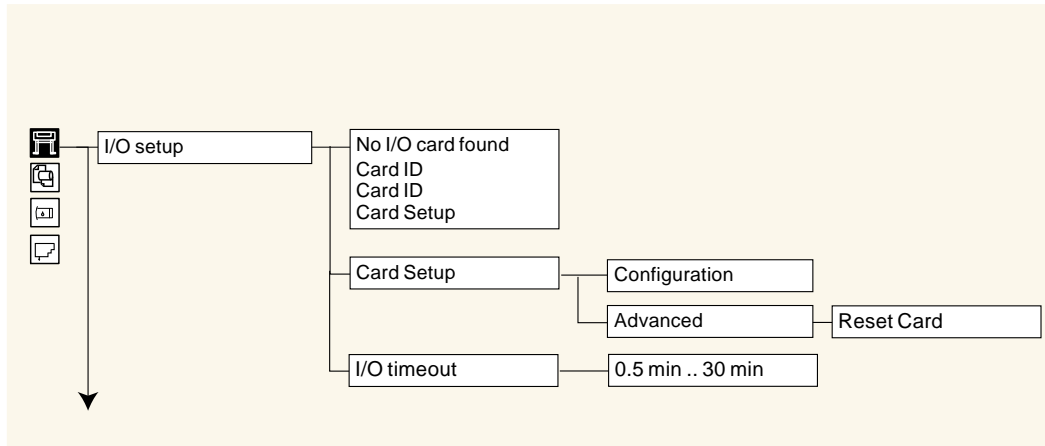 I/O setup
No I/O card found
Card ID
Card ID
Card Setup
Card Setup
Configuration
Advanced
Reset Card
I/O timeout
0.5 min .. 30 min